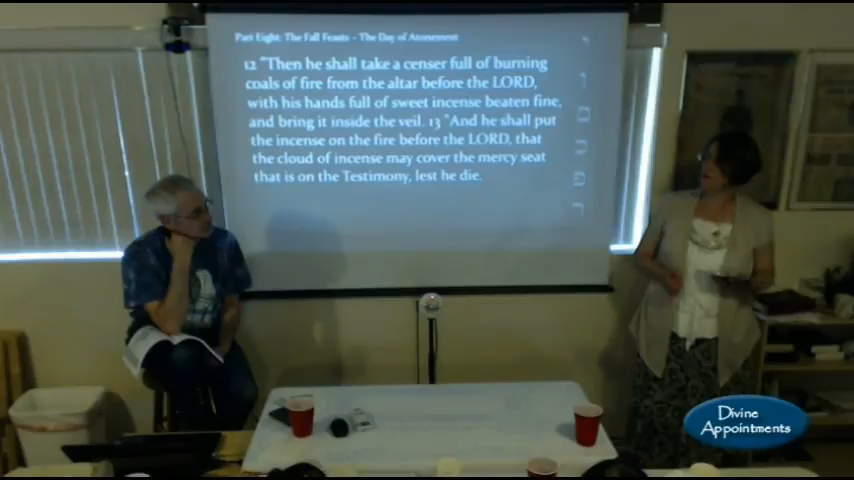 Part Eight: The Fall Feasts – The Day of Atonement
12 "Then he shall take a censer full of burning
coals of fire from the altar before the LORD,
with his hands full of sweet incense beaten fine,
and bring it inside the veil. 13 "And he shall put
the incense on the fire before the LORD, that
the cloud of incense may cover the mercy seat
that is on the Testimony, lest he die.
Divine
Appointments